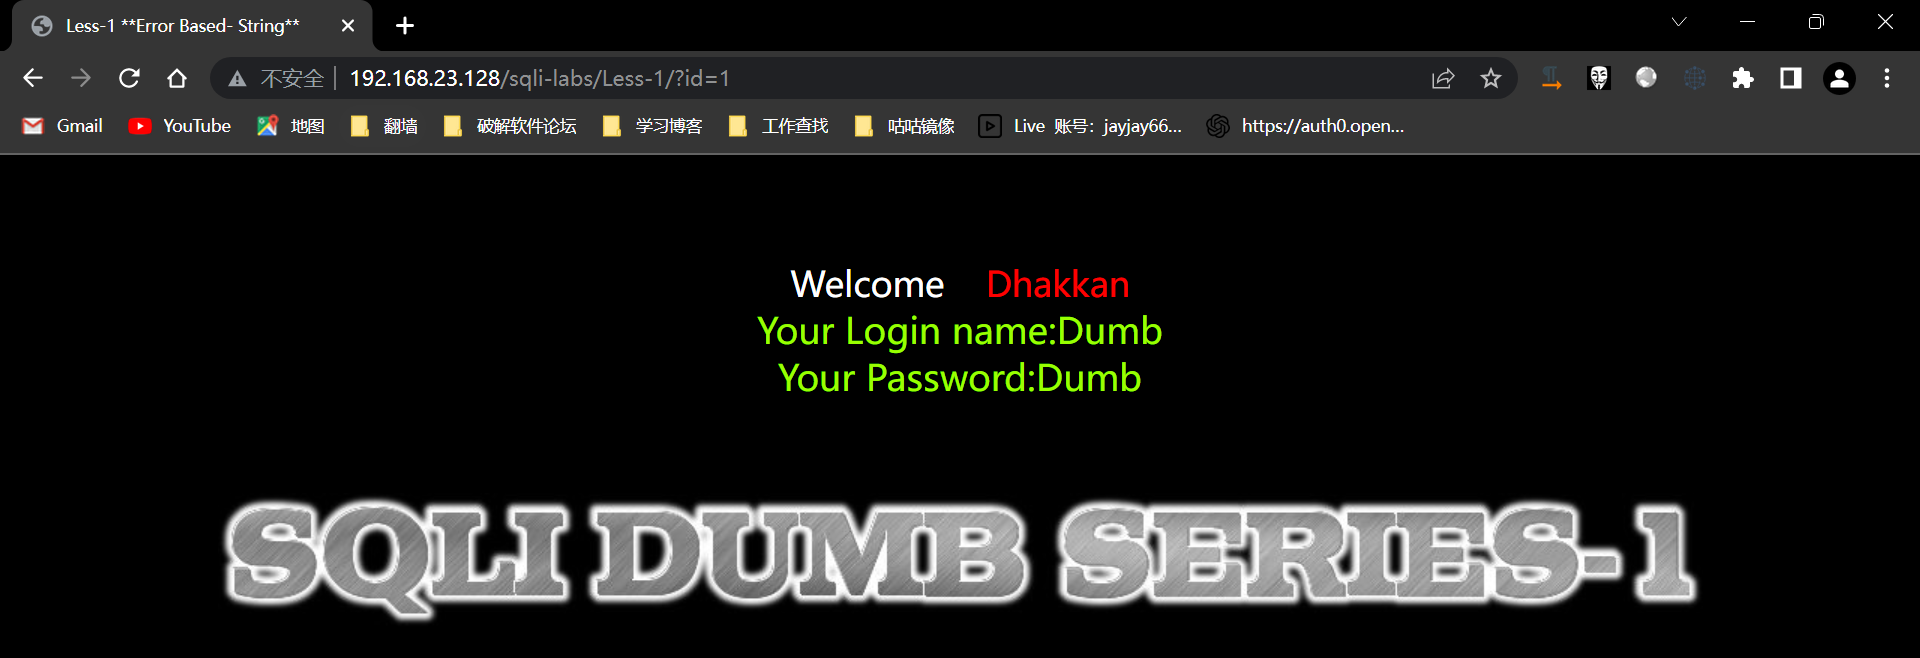 Less-1 **Error Based- String**
不安全 192.168.23.128/sqli-labs/Less-1/?id=1
Gmail YouTube 地图 翻墙 破解软件论坛 学习博客 工作查找 咕咕镜像 Live 账号：jayjay66... https://auth0.open...
Welcome Dhakkan
Your Login name:Dumb
Your Password:Dumb
SQLI DUMB SERIES-1